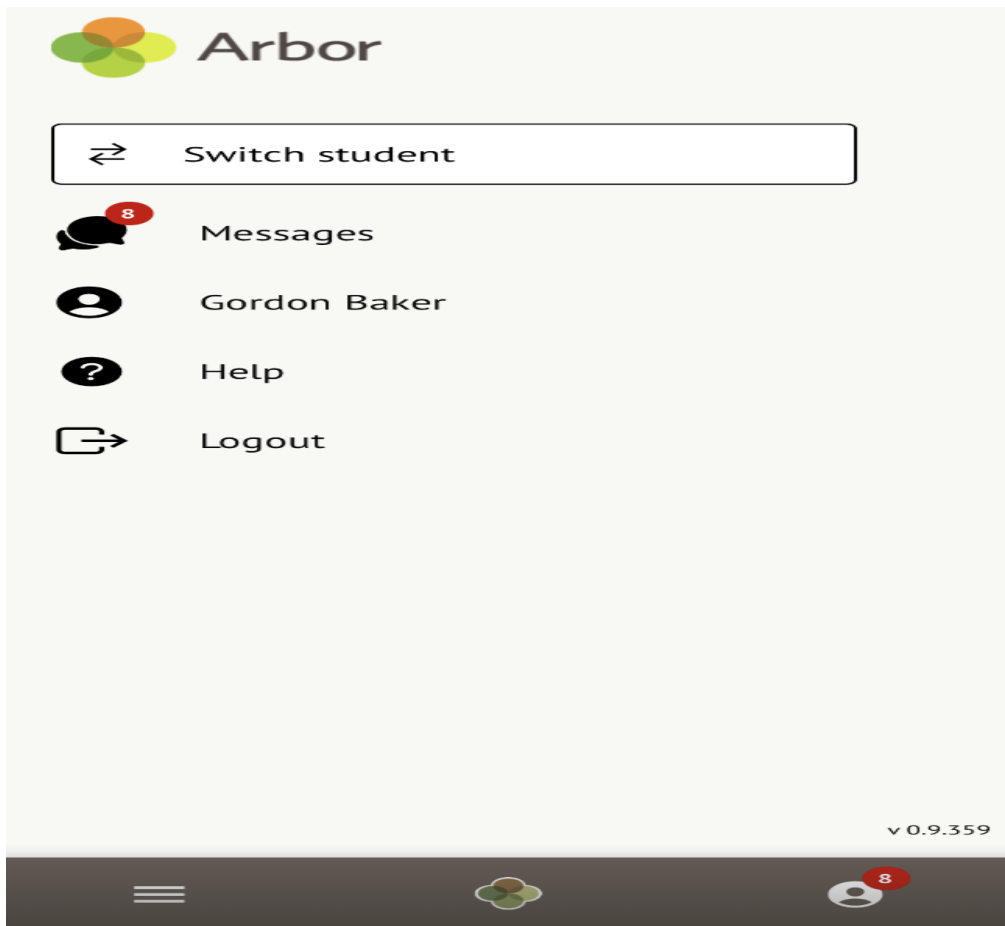 Arbor
Switch student
8
Messages
Gordon Baker
?
Help
Logout
v 0.9.359
8